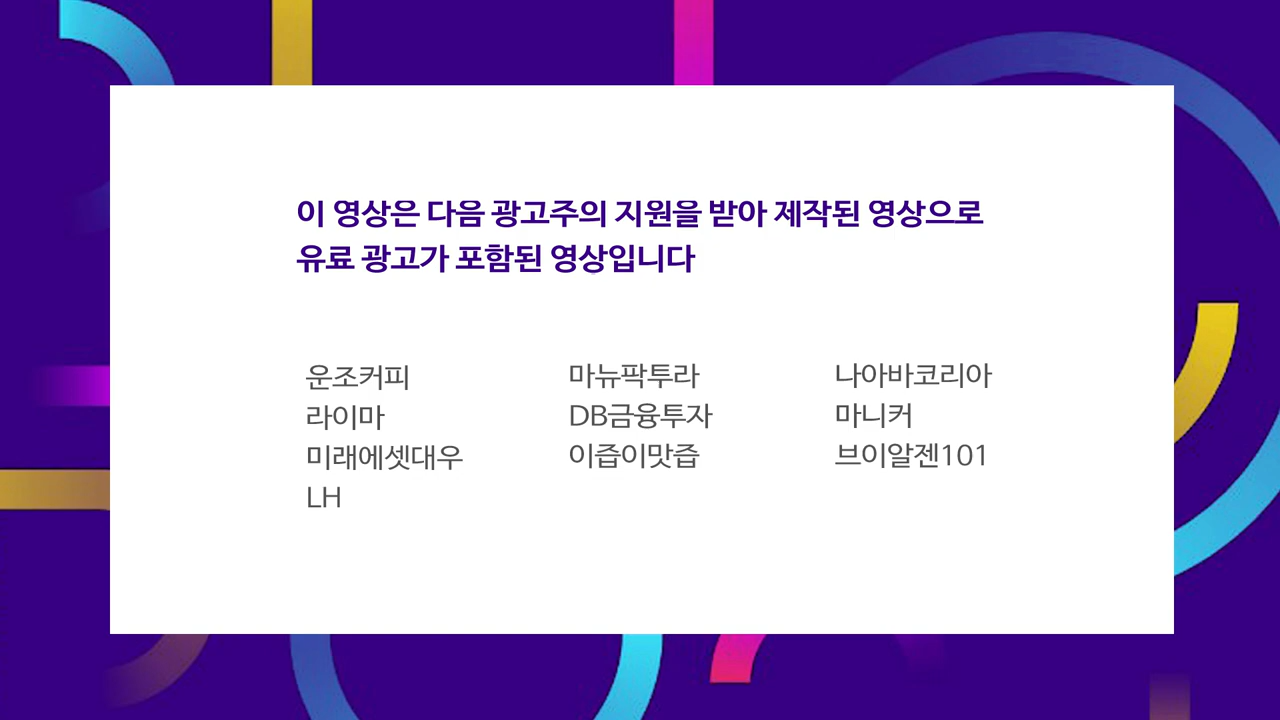 이 영상은 다음 광고주의 지원을 받아 제작된 영상으로
유료 광고가 포함된 영상입니다
운조커피
라이마
미래에셋대우
LH
마뉴팍투라
DB금융투자
이즙이맛즙
나아바코리아
마니커
브이알젠101